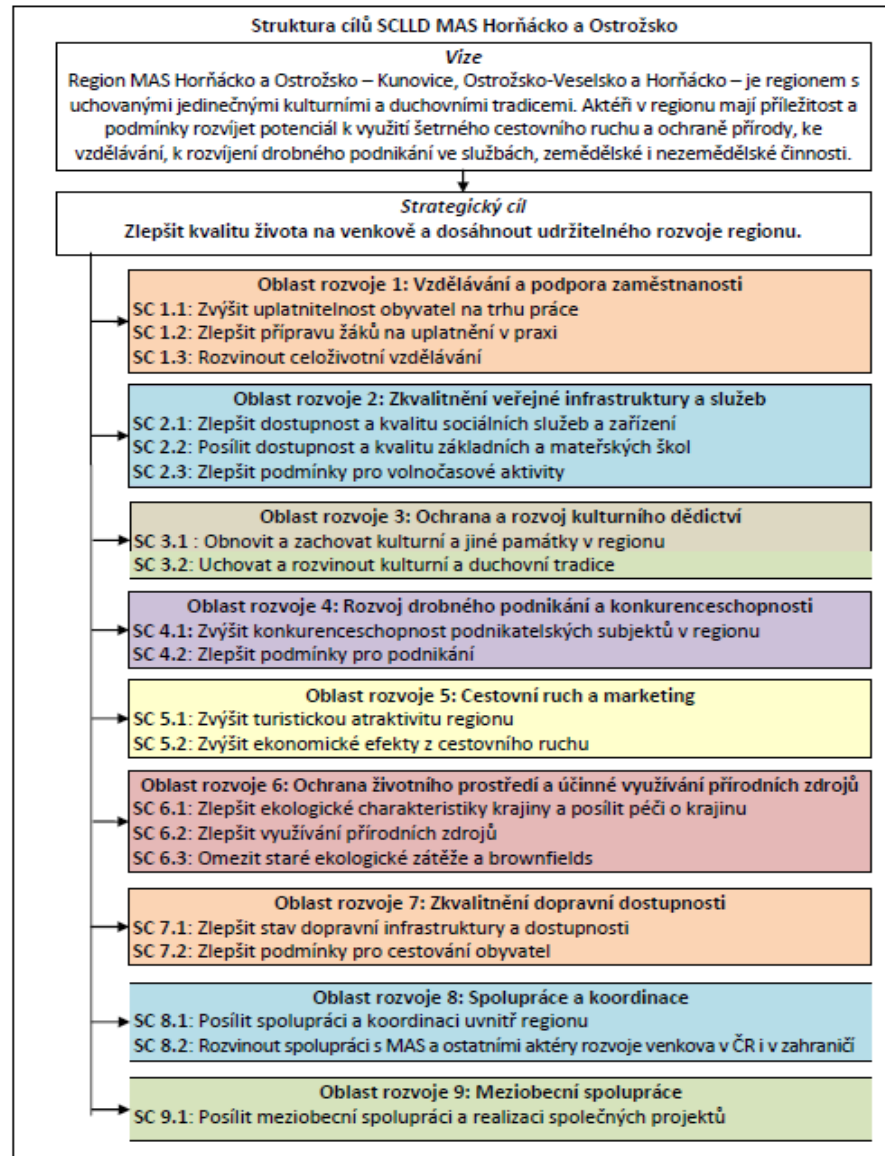 Struktura cílů SCLLD MAS Horňácko a Ostrožsko
Vize
Region MAS Horňácko a Ostrožsko – Kunovice, Ostrožsko-Veselsko a Horňácko – je regionem s
uchovanými jedinečnými kulturními a duchovními tradicemi. Aktéři v regionu mají příležitost a
podmínky rozvíjet potenciál k využití šetrného cestovního ruchu a ochraně přírody, ke
vzdělávání, k rozvíjení drobného podnikání ve službách, zemědělské i nezemědělské činnosti.
Strategický cíl
Zlepšit kvalitu života na venkově a dosáhnout udržitelného rozvoje regionu.
Oblast rozvoje 1: Vzdělávání a podpora zaměstnanosti
SC 1.1: Zvýšit uplatnitelnost obyvatel na trhu práce
SC 1.2: Zlepšit přípravu žáků na uplatnění v praxi
SC 1.3: Rozvinout celoživotní vzdělávání
Oblast rozvoje 2: Zkvalitnění veřejné infrastruktury a služeb
SC 2.1: Zlepšit dostupnost a kvalitu sociálních služeb a zařízení
SC 2.2: Posílit dostupnost a kvalitu základních a mateřských škol
SC 2.3: Zlepšit podmínky pro volnočasové aktivity
Oblast rozvoje 3: Ochrana a rozvoj kulturního dědictví
SC 3.1 : Obnovit a zachovat kulturní a jiné památky v regionu
SC 3.2: Uchovat a rozvinout kulturní a duchovní tradice
Oblast rozvoje 4: Rozvoj drobného podnikání a konkurenceschopnosti
SC 4.1: Zvýšit konkurenceschopnost podnikatelských subjektů v regionu
SC 4.2: Zlepšit podmínky pro podnikání
Oblast rozvoje 5: Cestovní ruch a marketing
SC 5.1: Zvýšit turistickou atraktivitu regionu
SC 5.2: Zvýšit ekonomické efekty z cestovního ruchu
Oblast rozvoje 6: Ochrana životního prostředí a účinné využívání přírodních zdrojů
SC 6.1: Zlepšit ekologické charakteristiky krajiny a posílit péči o krajinu
SC 6.2: Zlepšit využívání přírodních zdrojů
SC 6.3: Omezit staré ekologické zátěže a brownfields
Oblast rozvoje 7: Zkvalitnění dopravní dostupnosti
SC 7.1: Zlepšit stav dopravní infrastruktury a dostupnosti
SC 7.2: Zlepšit podmínky pro cestování obyvatel
Oblast rozvoje 8: Spolupráce a koordinace
SC 8.1: Posílit spolupráci a koordinaci uvnitř regionu
SC 8.2: Rozvinout spolupráci s MAS a ostatními aktéry rozvoje venkova v ČR i v zahraničí
Oblast rozvoje 9: Meziobecní spolupráce
SC 9.1: Posílit meziobecní spolupráci a realizaci společných projektů